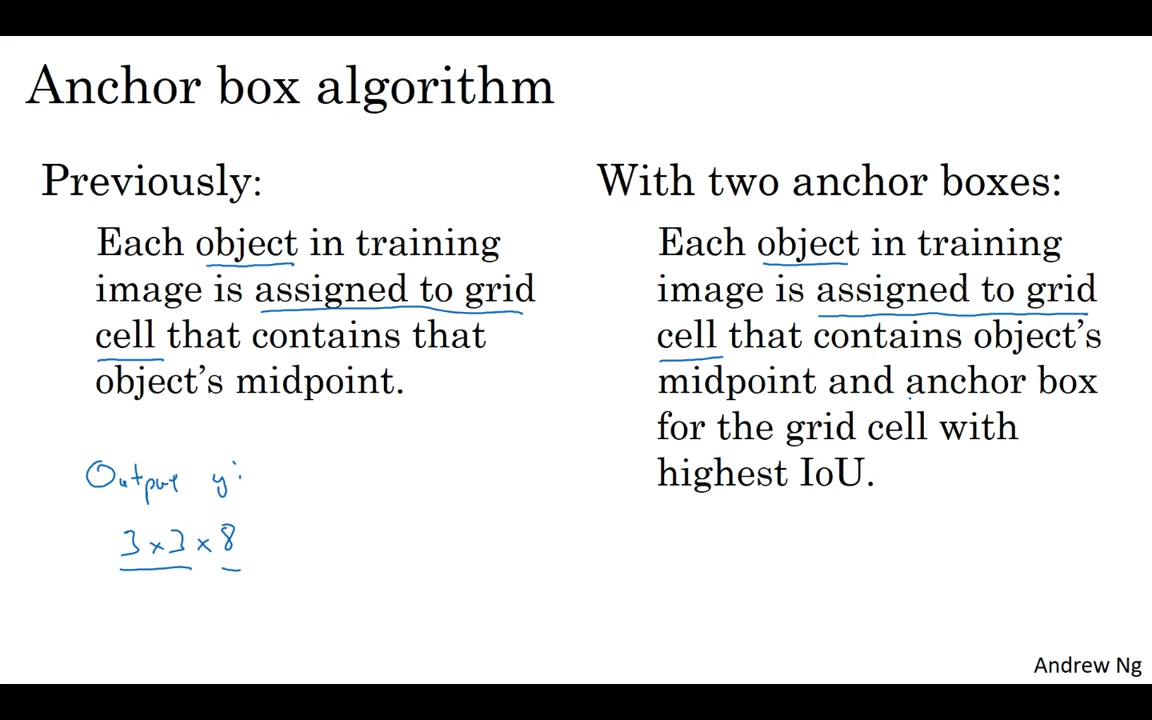 Anchor box algorithm
Previously:
Each object in training
image is assigned to grid
cell that contains that
object's midpoint.
Output y:
3 × 3 × 8
With two anchor boxes:
Each object in training
image is assigned to grid
cell that contains object's
midpoint and anchor box
for the grid cell with
highest IoU.
Andrew Ng